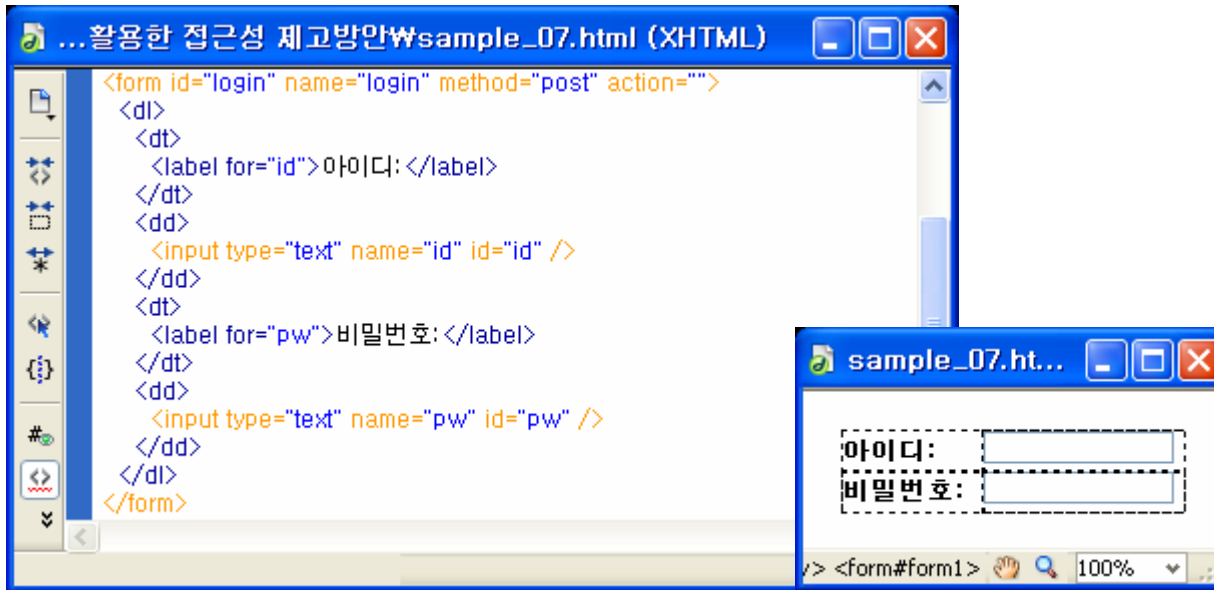 ...활용한 접근성 제고방안₩sample_07.html (XHTML)
<form id="login" name="login" method="post" action="">
<dl>
<dt>
<label for="id">아이디:</label>
</dt>
<dd>
<input type="text" name="id" id="id" />
</dd>
<dt>
<label for="pw">비밀번호:</label>
</dt>
<dd>
<input type="text" name="pw" id="pw" />
</dd>
</dl>
</form>
sample_07.ht...
아이디:
비밀번호:
/> <form#form1> 100%